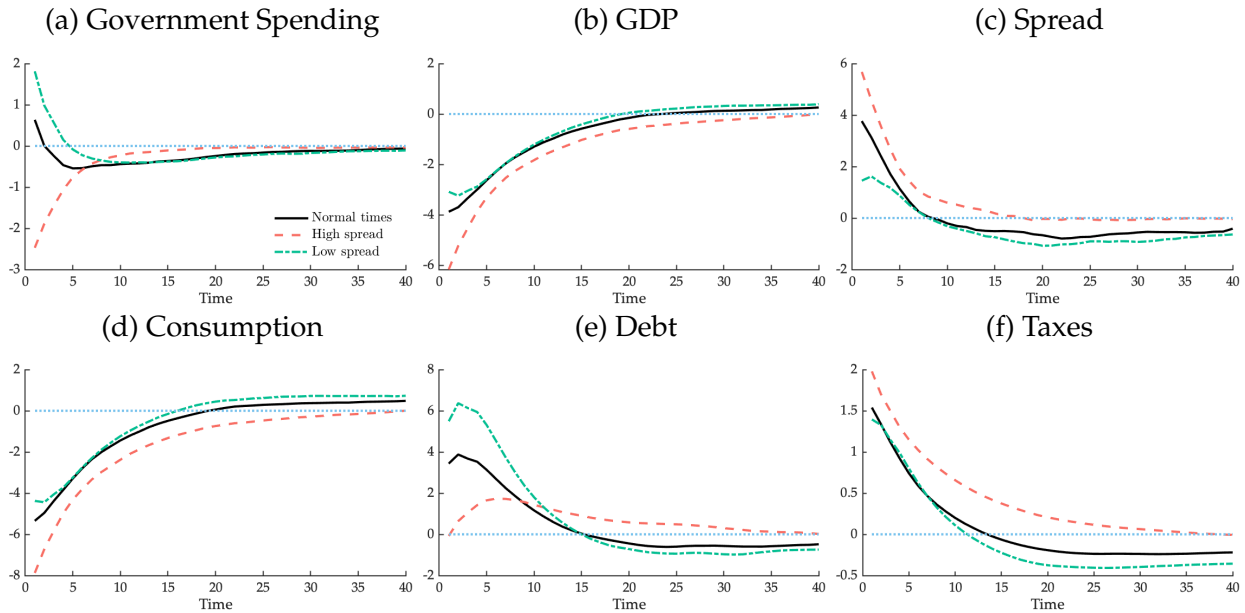 (a) Government Spending
(b) GDP
(c) Spread
2
1
0
-1
-2
-3
Normal times
High spread
Low spread
0 5 10 15 20 25 30 35 40
Time
2
0
-2
-4
-6
0 5 10 15 20 25 30 35 40
Time
6
4
2
0
-2
0 5 10 15 20 25 30 35 40
Time
(d) Consumption
(e) Debt
(f) Taxes
2
0
-2
-4
-6
-8
0 5 10 15 20 25 30 35 40
Time
8
6
4
2
0
-2
0 5 10 15 20 25 30 35 40
Time
2
1.5
1
0.5
0
-0.5
0 5 10 15 20 25 30 35 40
Time